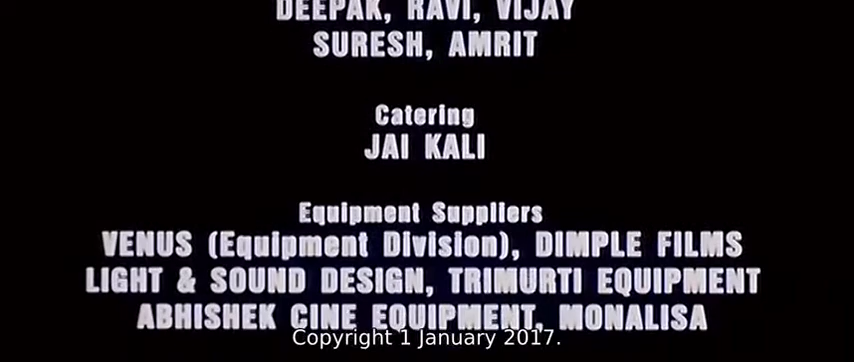 DEEPAK, RAVI, VIJAY
SURESH, AMRIT
Catering
JAI KALI
Equipment Suppliers
VENUS (Equipment Division), DIMPLE FILMS
LIGHT & SOUND DESIGN, TRIMURTI EQUIPMENT
ABHISHEK CINE EQUIPMENT, MONALISA
Copyright 1 January 2017.